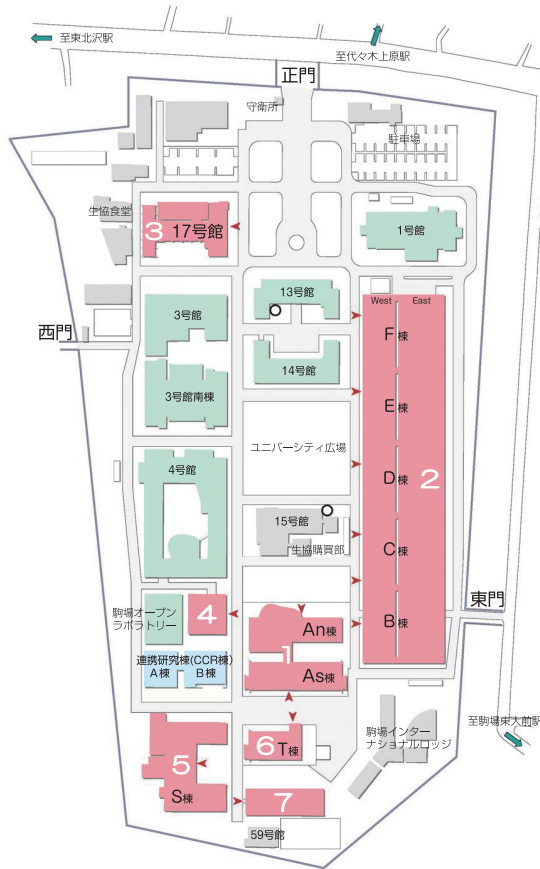 至東北沢駅
至代々木上原駅
正門
守衛所
駐車場
生協食堂
3 17号館
1号館
13号館
West East
3号館
F棟
西門
14号館
3号館南棟
E棟
ユニバーシティ広場
4号館
D棟 2
15号館
生協購買部
C棟
駒場オープン
ラボラトリー
4
東門
An棟
B棟
1
連携研究棟(CCR棟)
A棟 B棟
As棟
至駒場東大前駅
駒場インター
ナショナルロッジ
6 T棟
5
S棟
7
59号館